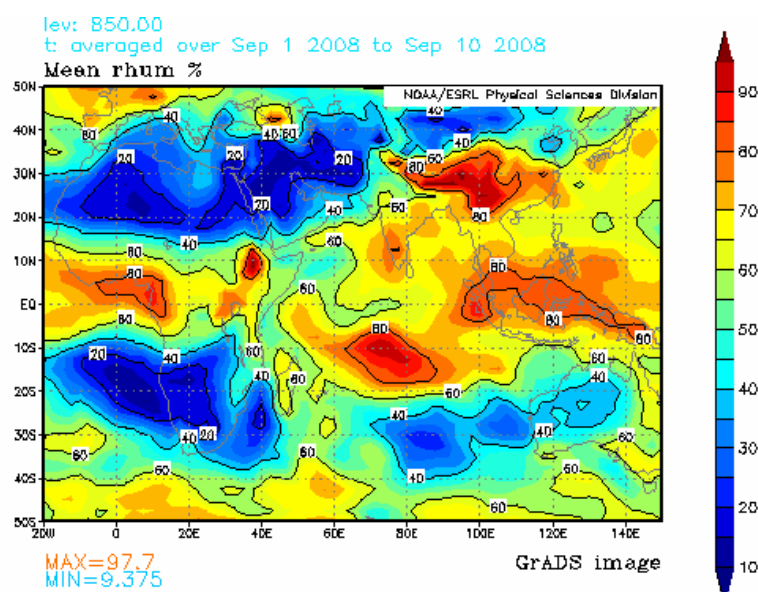 lev: 850.00
t: averaged over Sep 1 2008 to Sep 10 2008
Mean rhum %
NOAA/ESRL Physical Sciences Division
50N
40N
30N
20N
10N
EQ
10S
20S
30S
40S
50S
20W 0 20E 40E 60E 80E 100E 120E 140E
90
80
70
60
50
40
30
20
10
MAX=97.7
MIN=9.375
GrADS image